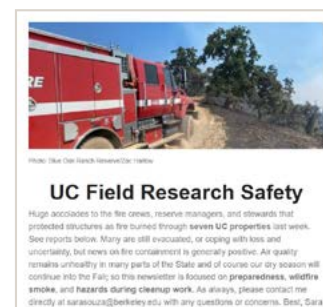 RE
Photo: Blue Oak Ranch Reserve/Zac Harlow
UC Field Research Safety
Huge accolades to the fire crews, reserve managers, and stewards that
protected structures as fire burned through seven UC properties last week.
See reports below. Many are still evacuated, or coping with loss and
uncertainty, but news on fire containment is generally positive. Air quality
remains unhealthy in many parts of the State and of course our dry season will
continue into the Fall; so this newsletter is focused on preparedness, wildfire
smoke, and hazards during cleanup work. As always, please contact me
directly at sarasouza@berkeley.edu with any questions or concerns. Best, Sara